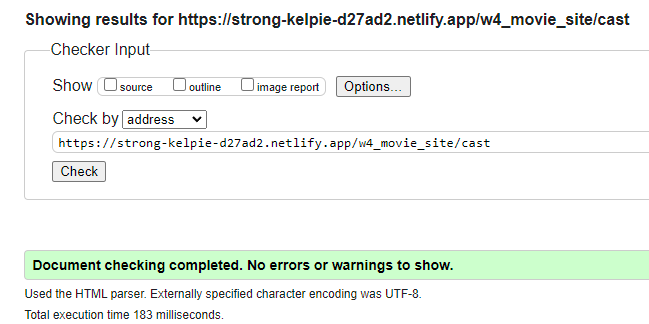 Showing results for https://strong-kelpie-d27ad2.netlify.app/w4_movie_site/cast
Checker Input
Show source outline image report Options...
Check by address
https://strong-kelpie-d27ad2.netlify.app/w4_movie_site/cast
Check
Document checking completed. No errors or warnings to show.
Used the HTML parser. Externally specified character encoding was UTF-8.
Total execution time 183 milliseconds.